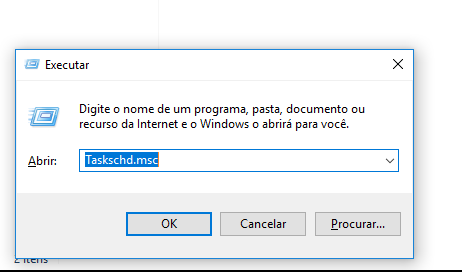 Executar
Digite o nome de um programa, pasta, documento ou
recurso da Internet e o Windows o abrirá para você.
Abrir:
Taskschd.msc
OK
Cancelar
Procurar...
2 itens